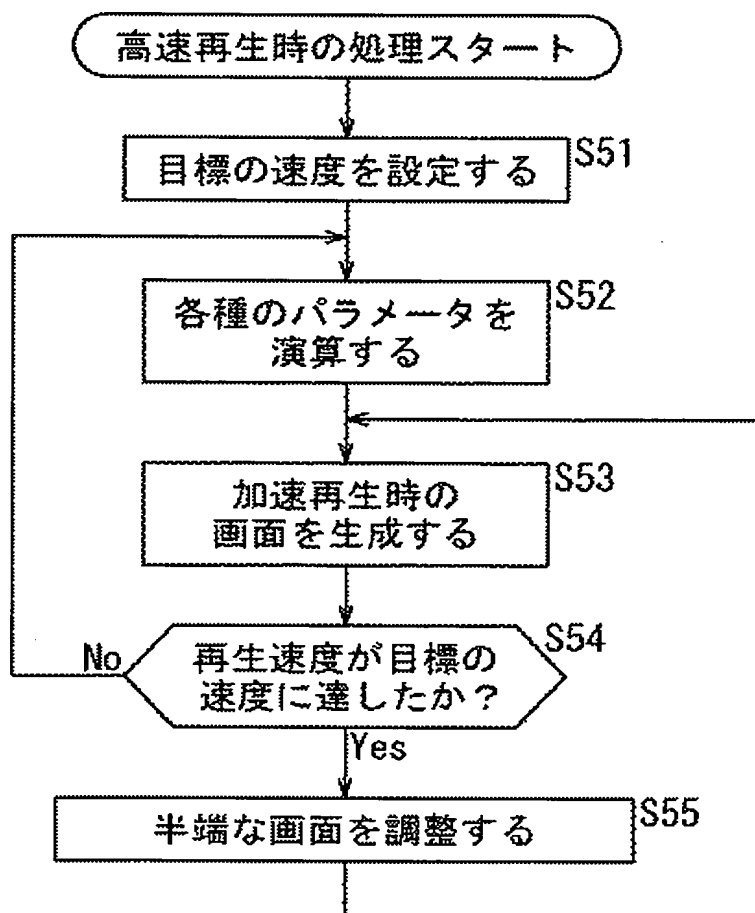 高速再生時の処理スタート
S51
目標の速度を設定する
S52
各種のパラメータを
演算する
S53
加速再生時の
画面を生成する
S54
No
再生速度が目標の
速度に達したか？
Yes
S55
半端な画面を調整する